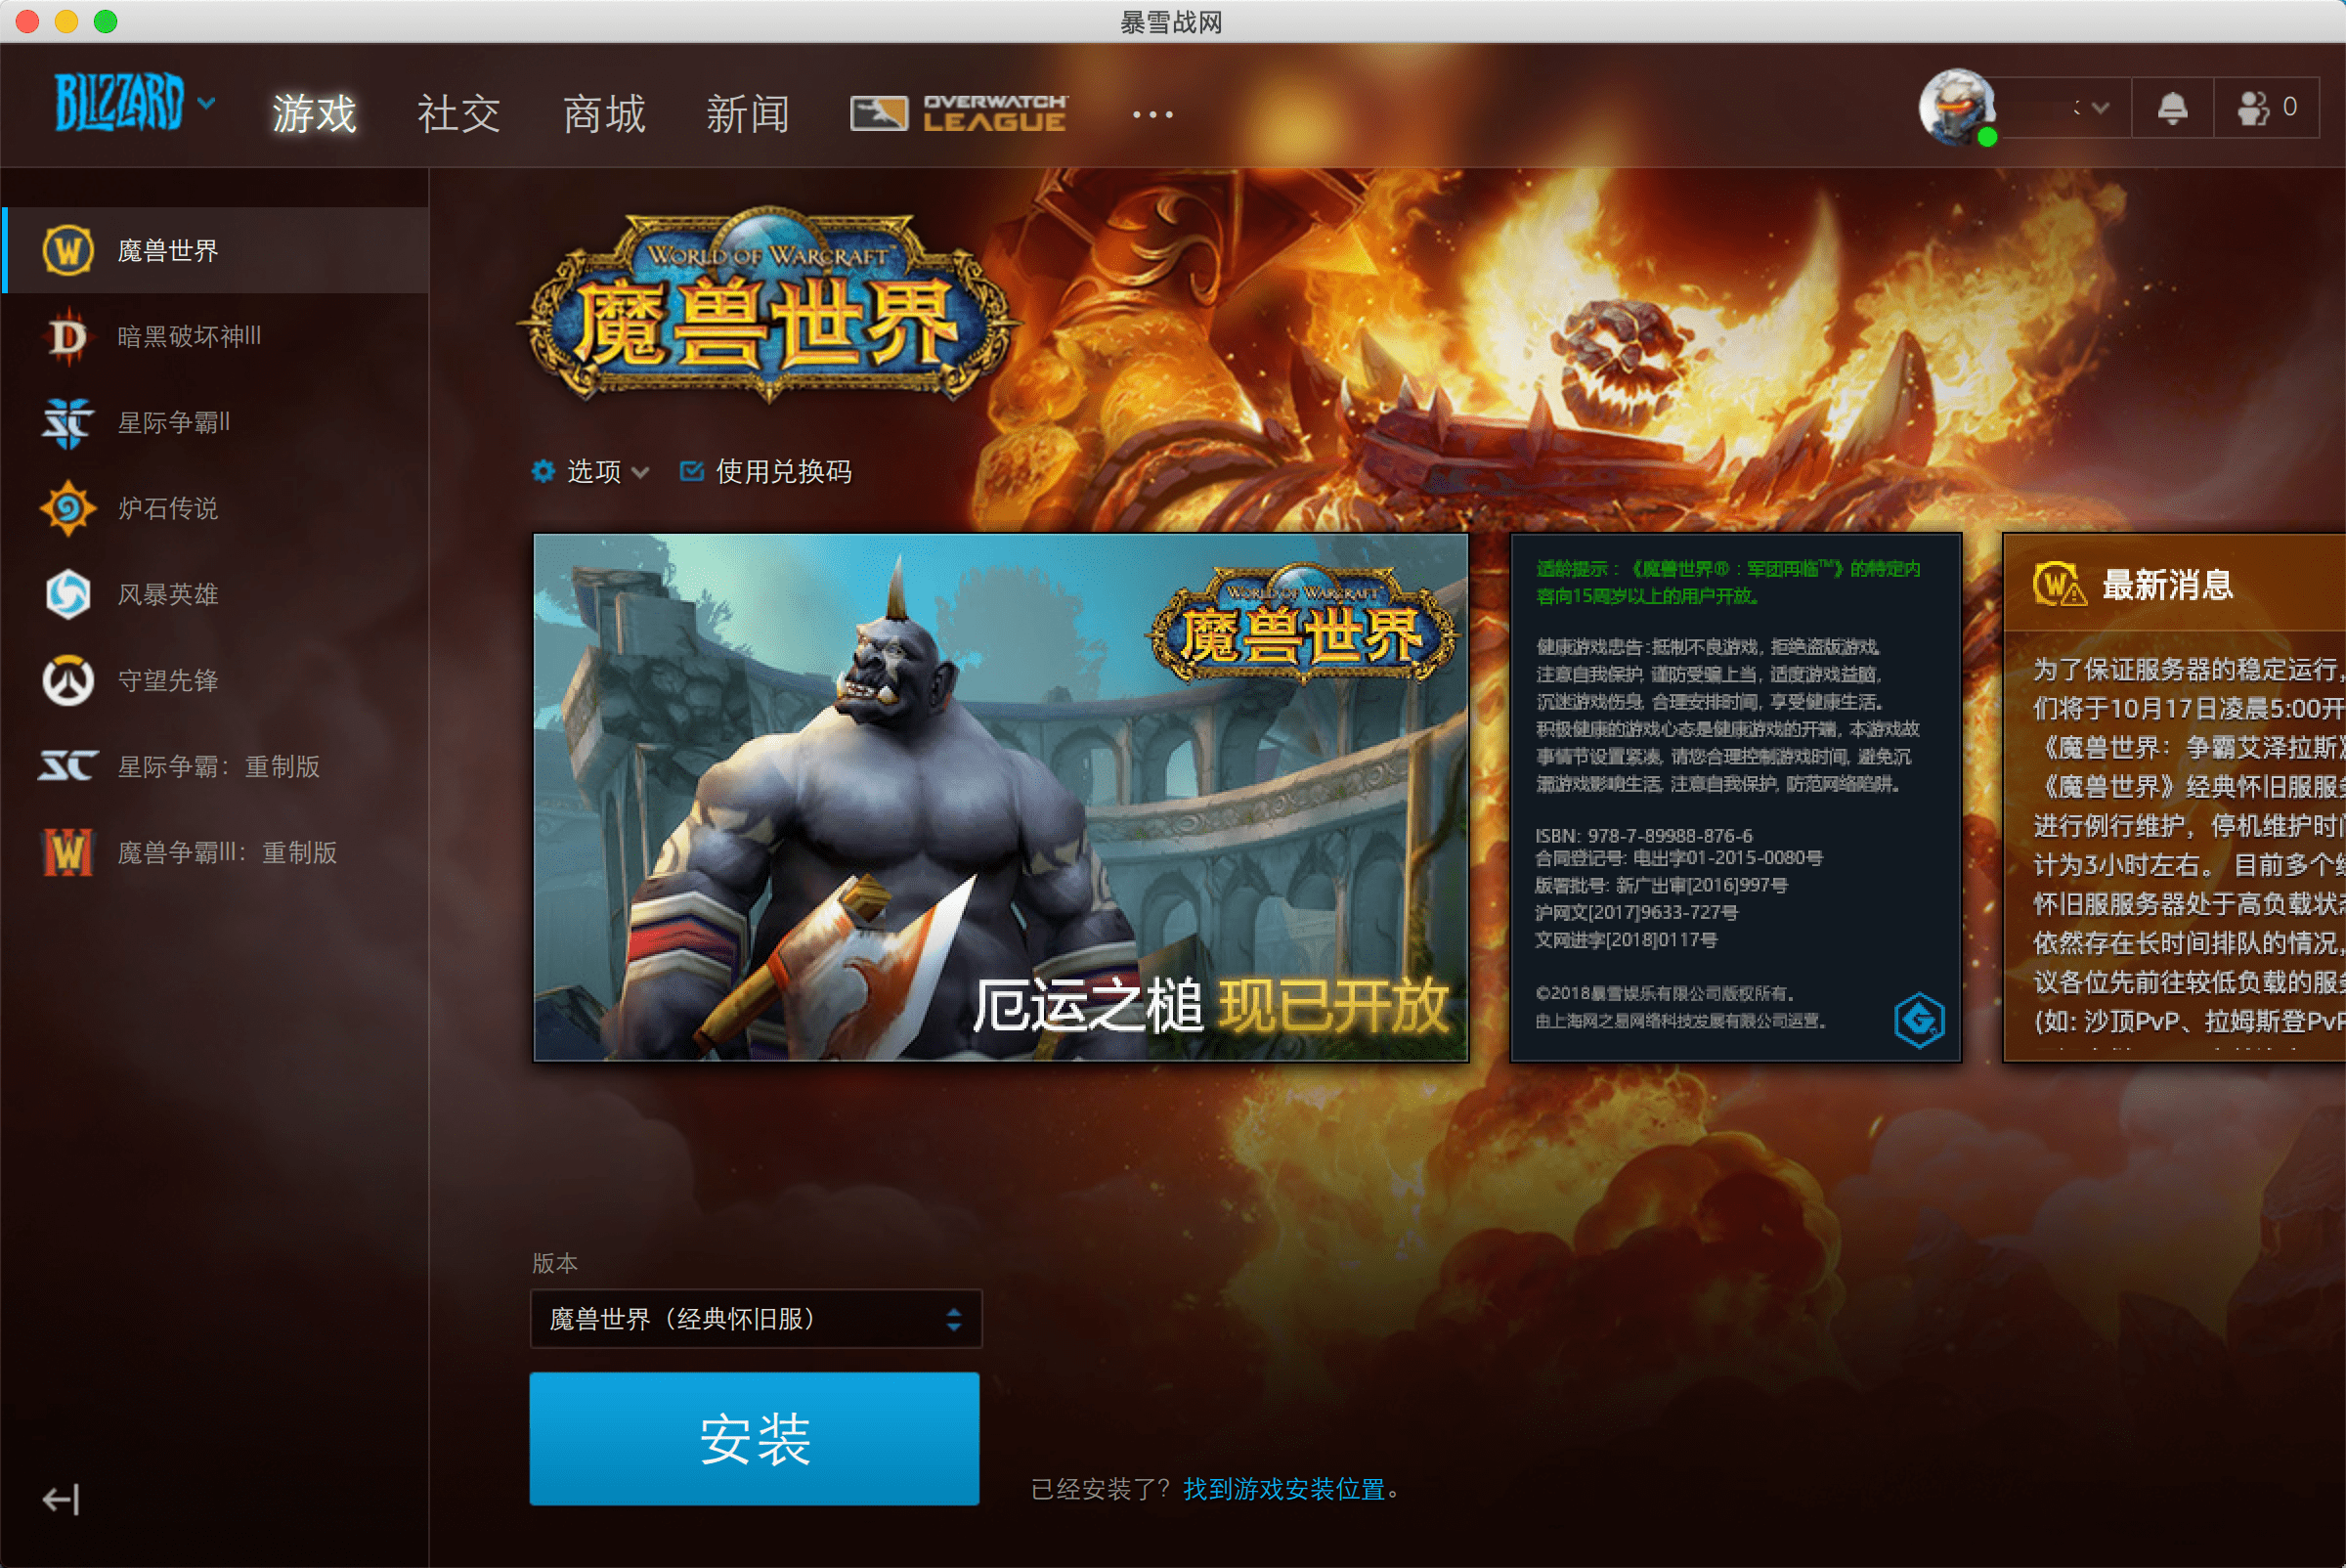 暴雪战网
BLIZZARD
游戏
社交
商城
新闻
OVERWATCH LEAGUE
0
魔兽世界
暗黑破坏神III
星际争霸II
炉石传说
风暴英雄
守望先锋
星际争霸：重制版
魔兽争霸III：重制版
WORLD OF WARCRAFT
魔兽世界
选项
使用兑换码
WORLD OF WARCRAFT
魔兽世界
厄运之槌 现已开放
适龄提示：《魔兽世界®：军团再临™》的特定内
容向15周岁以上的用户开放。
健康游戏忠告:抵制不良游戏, 拒绝盗版游戏。
注意自我保护, 谨防受骗上当, 适度游戏益脑,
沉迷游戏伤身, 合理安排时间, 享受健康生活。
积极健康的游戏心态是健康游戏的开端, 本游戏故
事情节设置紧凑, 请您合理控制游戏时间, 避免沉
溺游戏影响生活, 注意自我保护, 防范网络陷阱。
ISBN: 978-7-89988-876-6
合同登记号: 电出字01-2015-0080号
版署批号: 新广出审[2016]997号
沪网文[2017]9633-727号
文网进字[2018]0117号
©2018暴雪娱乐有限公司版权所有。
由上海网之易网络科技发展有限公司运营。
最新消息
为了保证服务器的稳定运行,
们将于10月17日凌晨5:00开
《魔兽世界：争霸艾泽拉斯》
《魔兽世界》经典怀旧服服务
进行例行维护，停机维护时间
计为3小时左右。 目前多个经
怀旧服服务器处于高负载状态
依然存在长时间排队的情况,
议各位先前往较低负载的服务
(如: 沙顶PvP、拉姆斯登PvP
版本
魔兽世界（经典怀旧服）
安装
已经安装了？找到游戏安装位置。